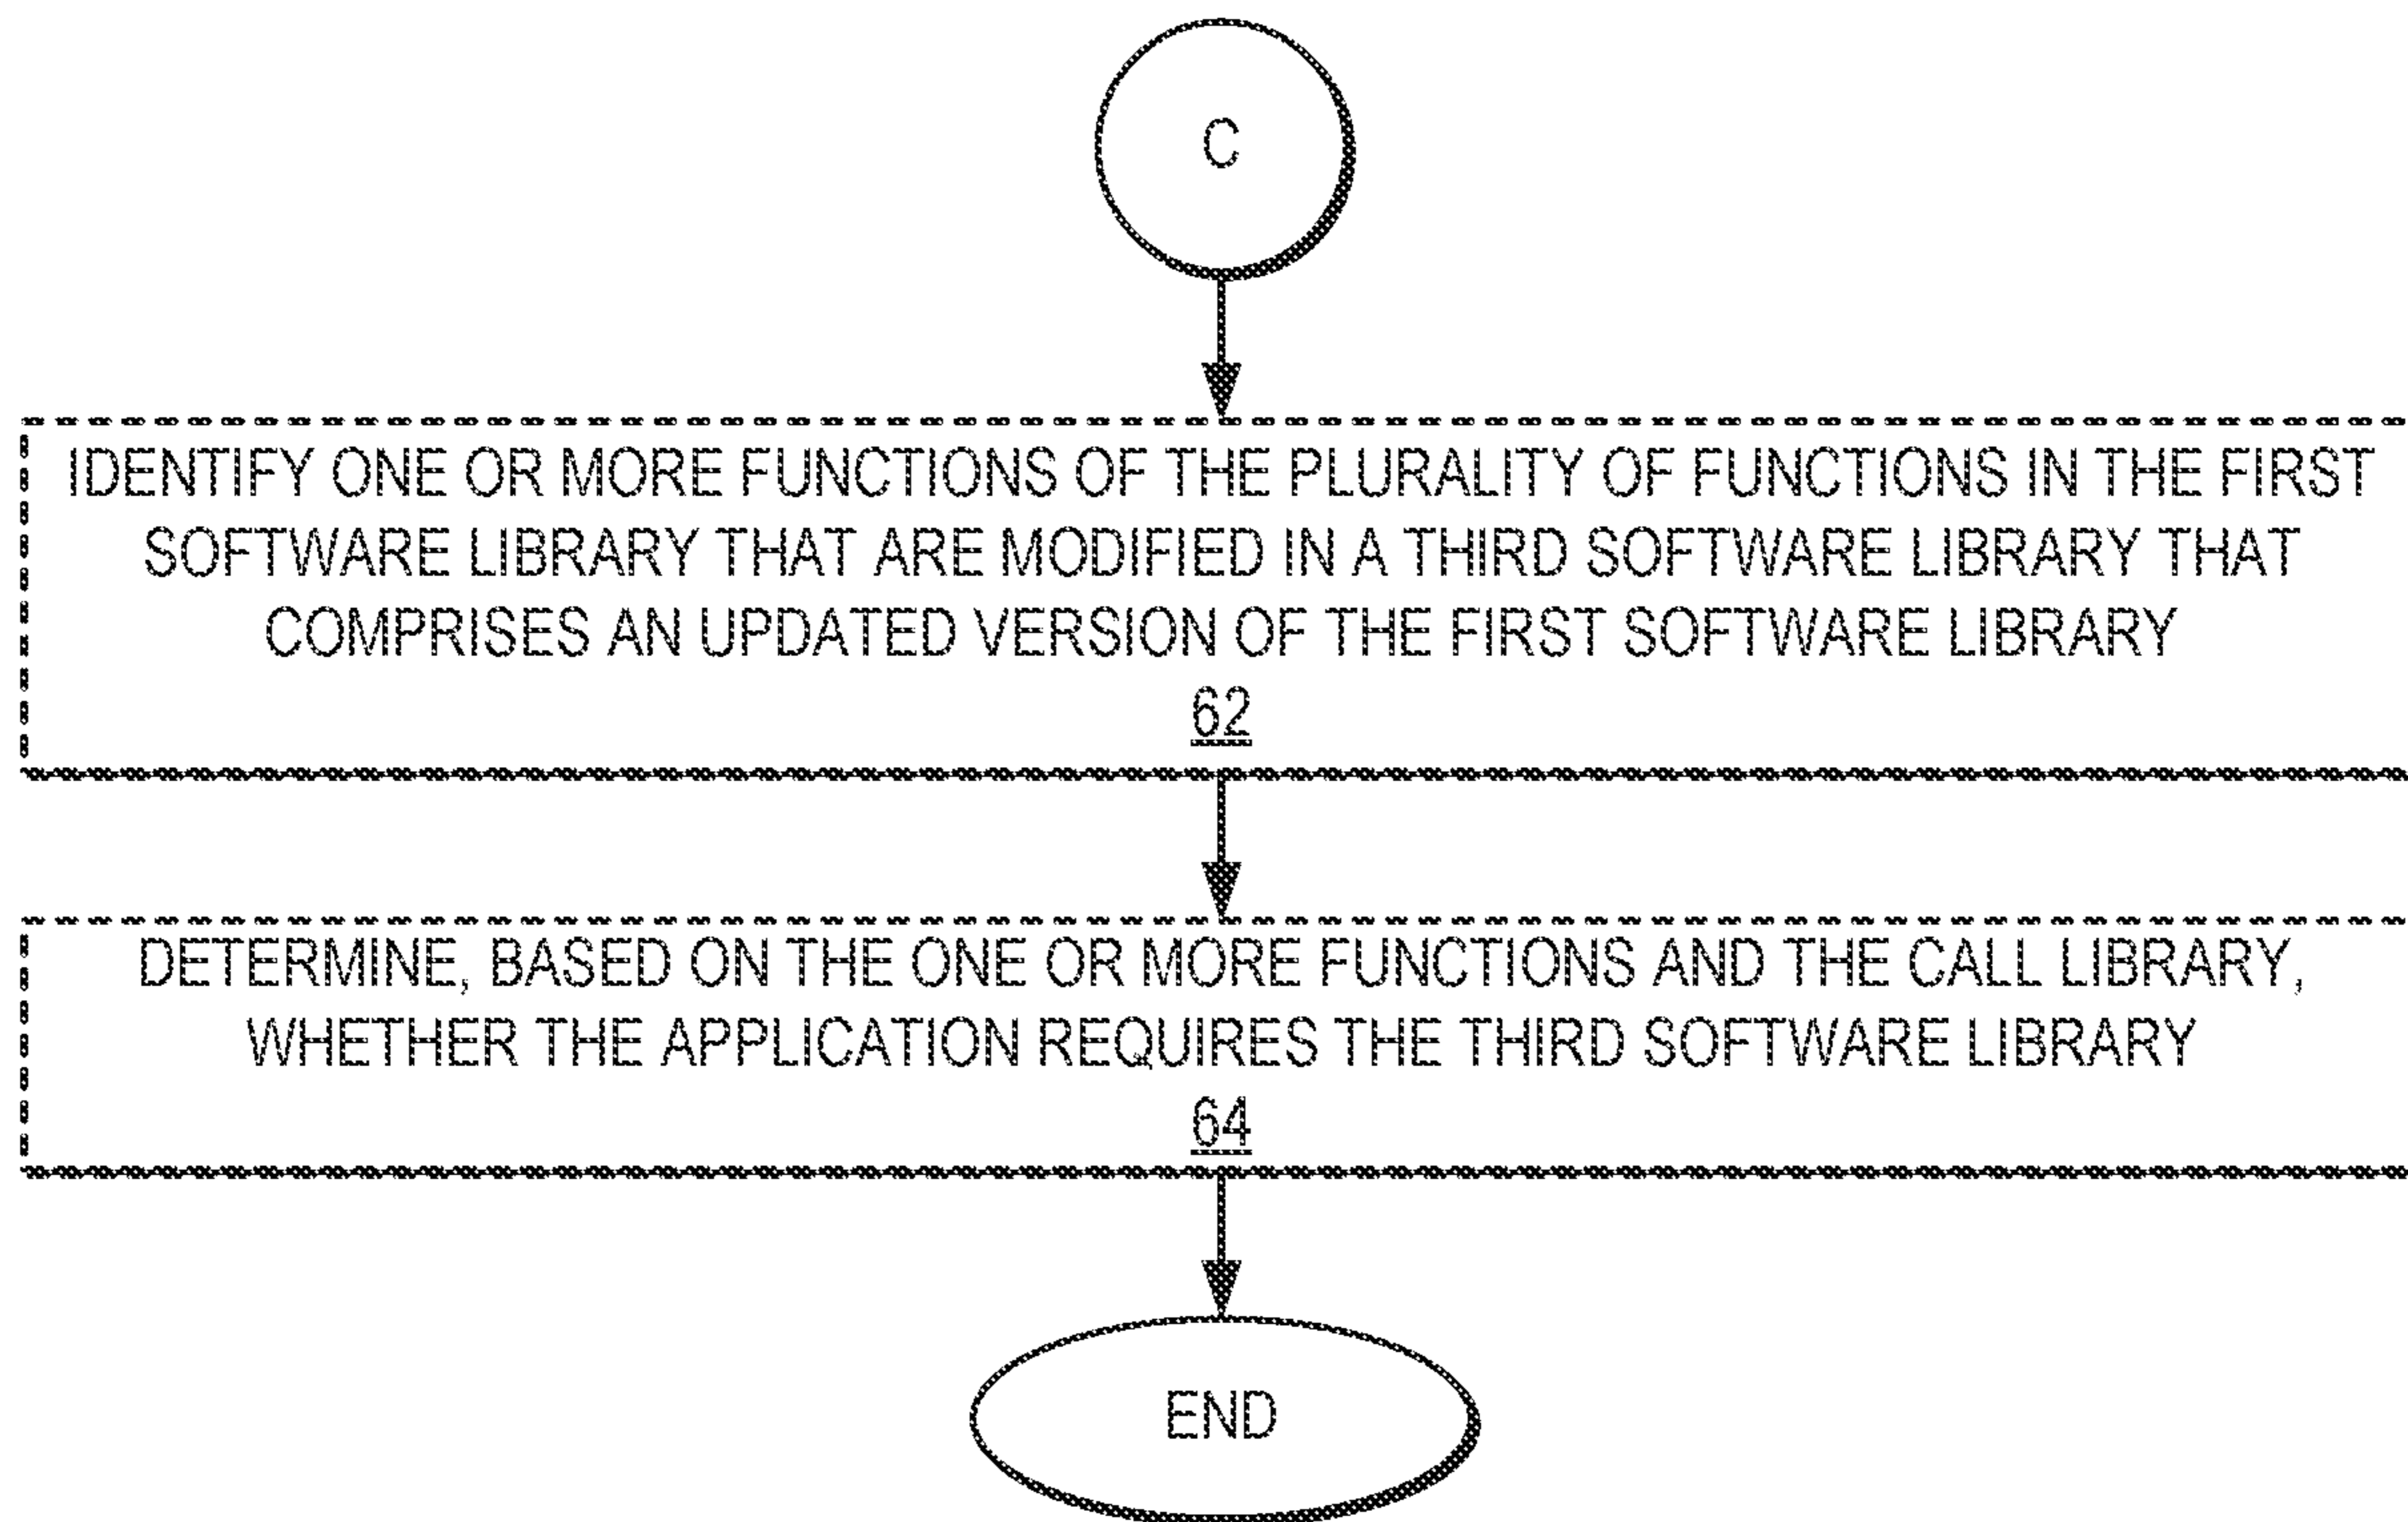 C
IDENTIFY ONE OR MORE FUNCTIONS OF THE PLURALITY OF FUNCTIONS IN THE FIRST
SOFTWARE LIBRARY THAT ARE MODIFIED IN A THIRD SOFTWARE LIBRARY THAT
COMPRISES AN UPDATED VERSION OF THE FIRST SOFTWARE LIBRARY
62
DETERMINE, BASED ON THE ONE OR MORE FUNCTIONS AND THE CALL LIBRARY,
WHETHER THE APPLICATION REQUIRES THE THIRD SOFTWARE LIBRARY
64
END